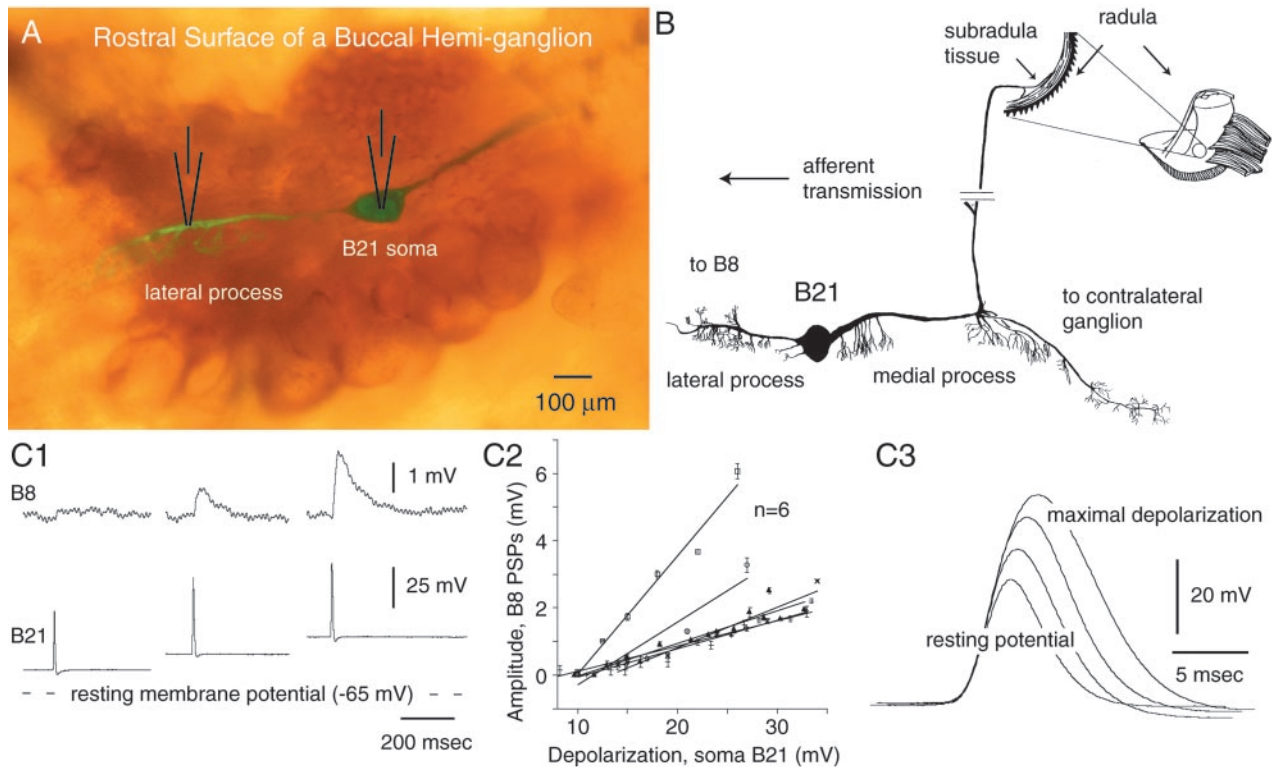 A
Rostral Surface of a Buccal Hemi-ganglion
B21 soma
lateral process
100 μm
B
subradula
tissue
radula
afferent
transmission
to B8
B21
to contralateral
ganglion
lateral process
medial process
C1
B8
1 mV
25 mV
B21
resting membrane potential (-65 mV)
200 msec
C2
Amplitude, B8 PSPs (mV)
6
4
2
0
n=6
10
20
30
Depolarization, soma B21 (mV)
C3
maximal depolarization
resting potential
20 mV
5 msec